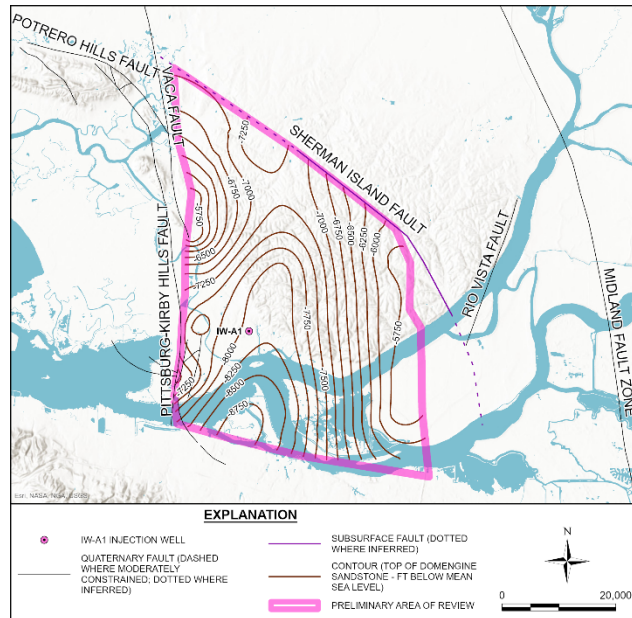 POTRERO HILLS FAULT
VACA FAULT
SHERMAN ISLAND FAULT
RIO VISTA FAULT
MIDLAND FAULT ZONE
PITTSBURG-KIRBY HILLS FAULT
-7250
-7000
-6750
-5750
-6500
-7250
-7000
-6750
-6500
-6250
-6000
-5750
-7750
-7500
IW-A1
-8000
-8250
-8500
-8750
-7250
Esri, NASA, NGA, USGS
EXPLANATION
IW-A1 INJECTION WELL
QUATERNARY FAULT (DASHED
WHERE MODERATELY
CONSTRAINED; DOTTED WHERE
INFERRED)
SUBSURFACE FAULT (DOTTED
WHERE INFERRED)
CONTOUR (TOP OF DOMENGINE
SANDSTONE - FT BELOW MEAN
SEA LEVEL)
PRELIMINARY AREA OF REVIEW
N
0 20,000